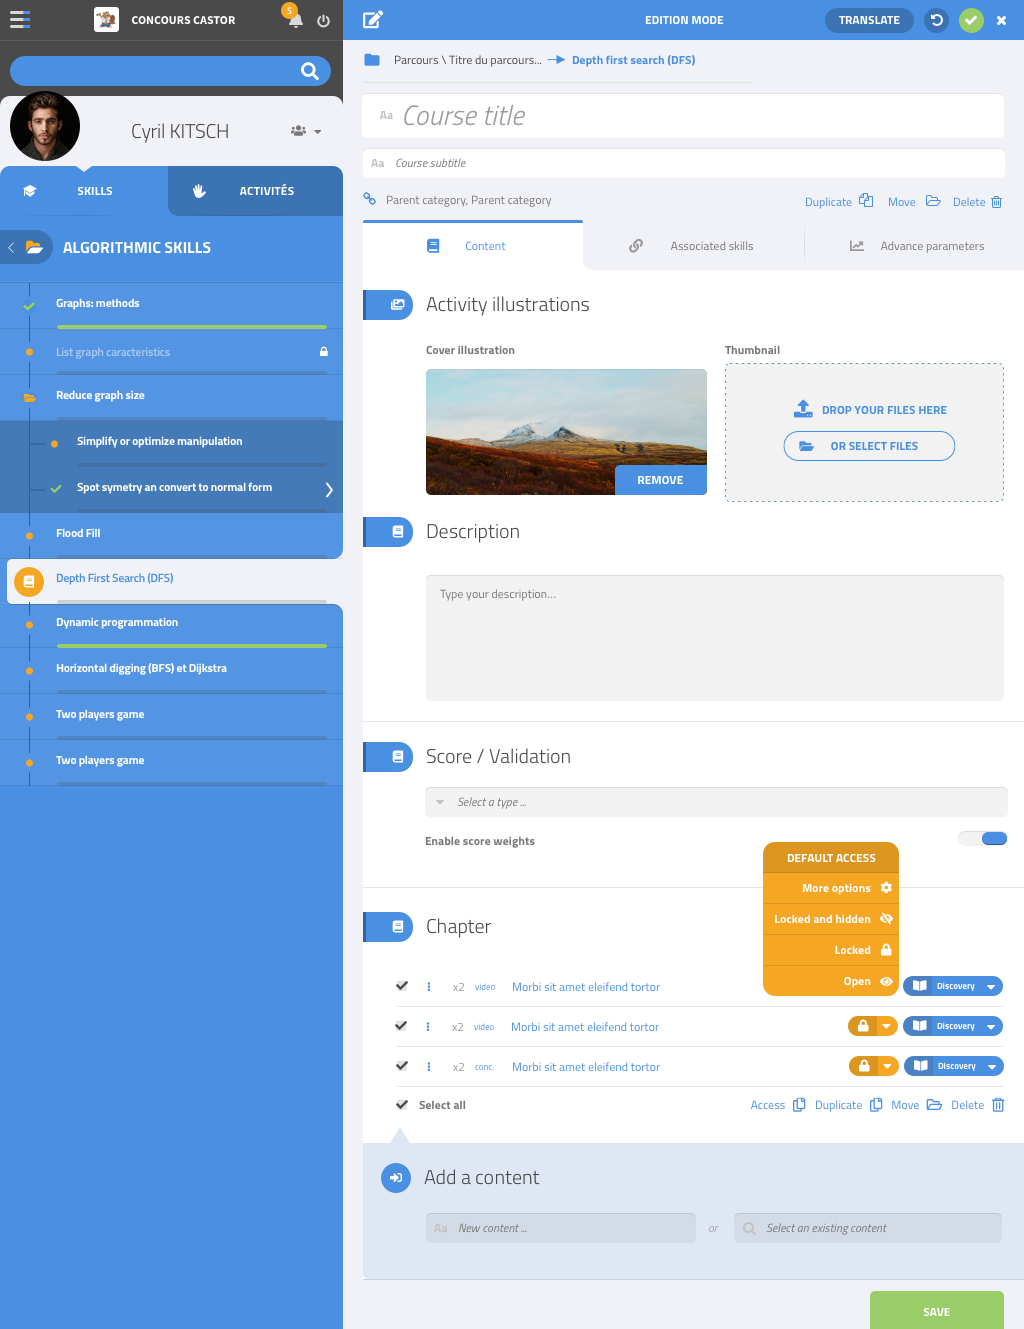 CONCOURS CASTOR
5
EDITION MODE
TRANSLATE
Cyril KITSCH
SKILLS
ACTIVITÉS
ALGORITHMIC SKILLS
Graphs: methods
List graph caracteristics
Reduce graph size
Simplify or optimize manipulation
Spot symetry an convert to normal form
Flood Fill
Depth First Search (DFS)
Dynamic programmation
Horizontal digging (BFS) et Dijkstra
Two players game
Two players game
Parcours \ Titre du parcours... Depth first search (DFS)
Aa Course title
Aa Course subtitle
Parent category, Parent category
Duplicate Move Delete
Content
Associated skills
Advance parameters
Activity illustrations
Cover illustration
Thumbnail
REMOVE
DROP YOUR FILES HERE
OR SELECT FILES
Description
Type your description...
Score / Validation
Select a type ...
Enable score weights
DEFAULT ACCESS
More options
Locked and hidden
Locked
Open
Chapter
x2 video Morbi sit amet eleifend tortor Discovery
x2 video Morbi sit amet eleifend tortor Discovery
x2 conc. Morbi sit amet eleifend tortor Discovery
Select all
Access Duplicate Move Delete
Add a content
Aa New content ... or Select an existing content
SAVE